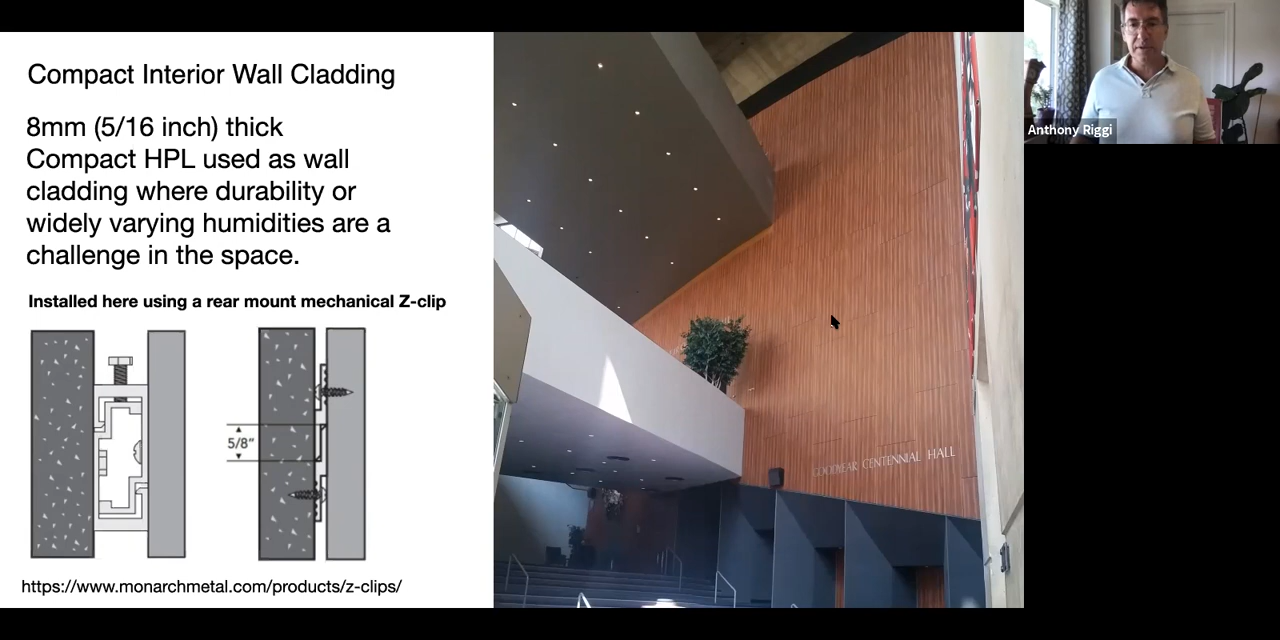 Compact Interior Wall Cladding
8mm (5/16 inch) thick
Compact HPL used as wall
cladding where durability or
widely varying humidities are a
challenge in the space.
Installed here using a rear mount mechanical Z-clip
5/8"
https://www.monarchmetal.com/products/z-clips/
GOODYEAR CENTENNIAL HALL
Anthony Riggi